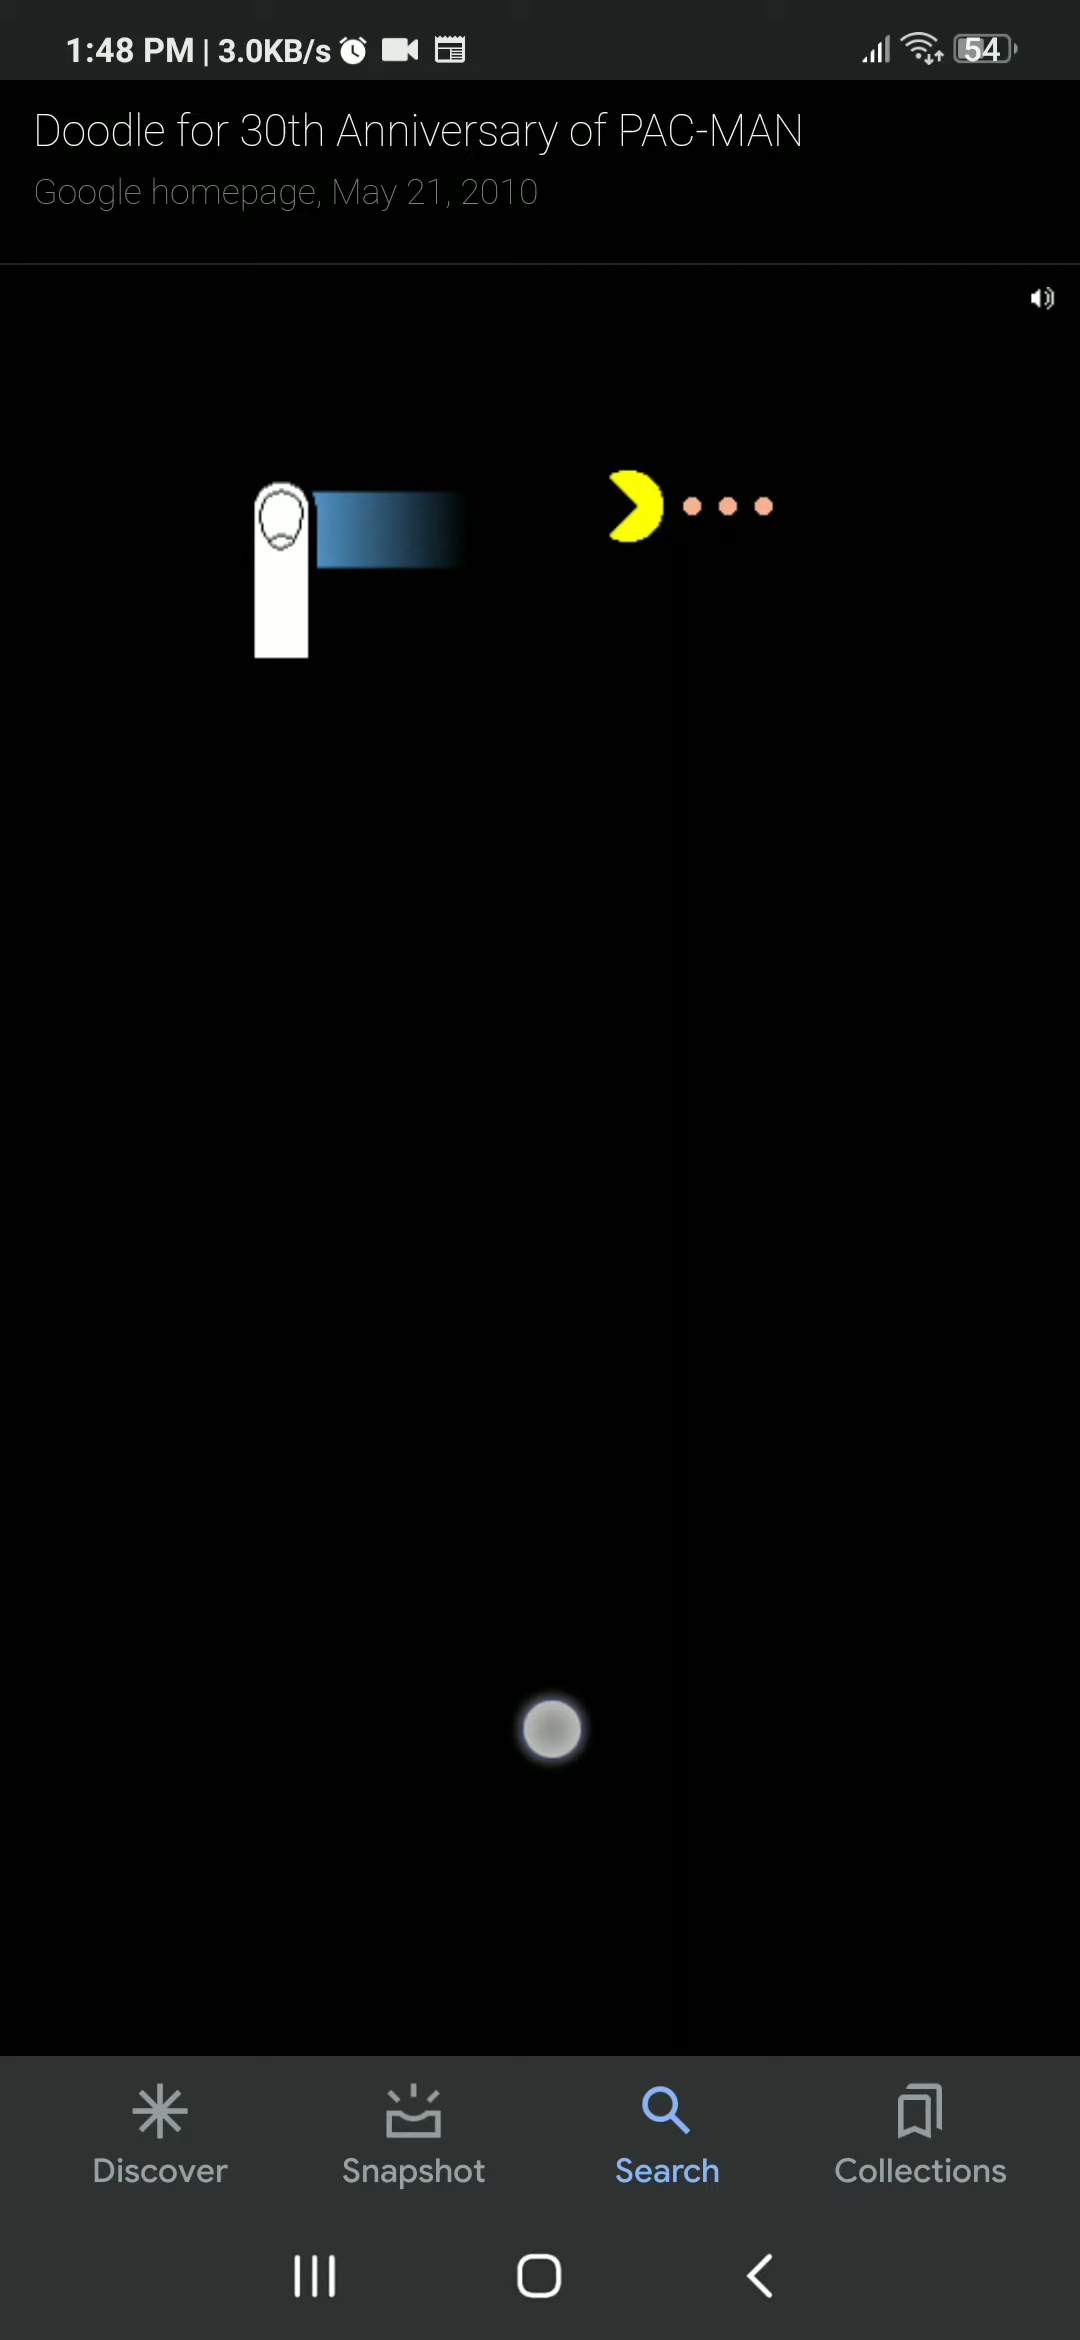 1:48 PM | 3.0KB/s 54
Doodle for 30th Anniversary of PAC-MAN
Google homepage, May 21, 2010
Discover Snapshot Search Collections